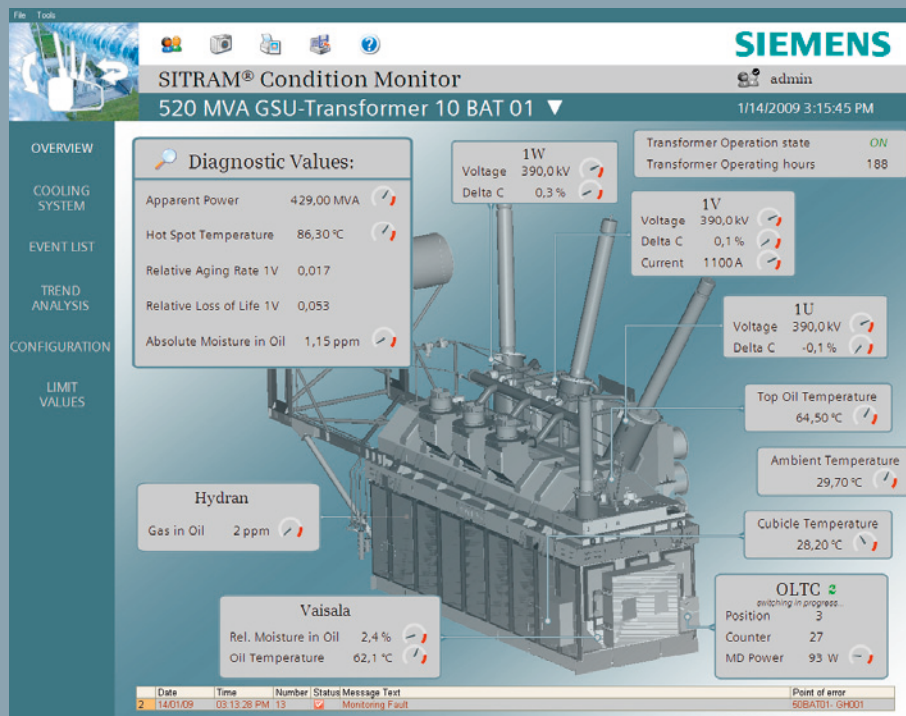 File Tools
SIEMENS
SITRAM® Condition Monitor
admin
520 MVA GSU-Transformer 10 BAT 01 ▼
1/14/2009 3:15:45 PM
OVERVIEW
COOLING
SYSTEM
EVENT LIST
TREND
ANALYSIS
CONFIGURATION
LIMIT
VALUES
Diagnostic Values:
Apparent Power 429,00 MVA
Hot Spot Temperature 86,30 °C
Relative Aging Rate 1V 0,017
Relative Loss of Life 1V 0,053
Absolute Moisture in Oil 1,15 ppm
1W
Voltage 390,0 kV
Delta C 0,3 %
Transformer Operation state ON
Transformer Operating hours 188
1V
Voltage 390,0 kV
Delta C 0,1 %
Current 1100 A
1U
Voltage 390,0 kV
Delta C -0,1 %
Top Oil Temperature
64,50 °C
Ambient Temperature
29,70 °C
Cubicle Temperature
28,20 °C
Hydran
Gas in Oil 2 ppm
Vaisala
Rel. Moisture in Oil 2,4 %
Oil Temperature 62,1 °C
OLTC
switching in progress...
Position 3
Counter 27
MD Power 93 W
Date Time Number Status Message Text Point of error
2 14/01/09 03:13:28 PM 13 Monitoring Fault 50BAT01- GH001